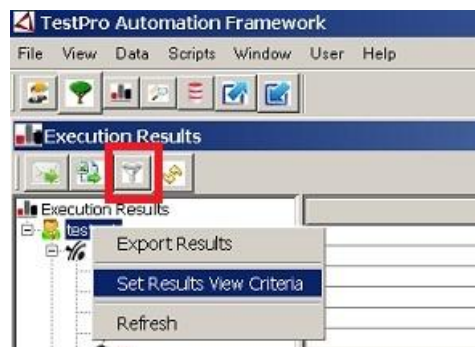 TestPro Automation Framework
File View Data Scripts Window User Help
Execution Results
Execution Results
Export Results
Set Results View Criteria
Refresh